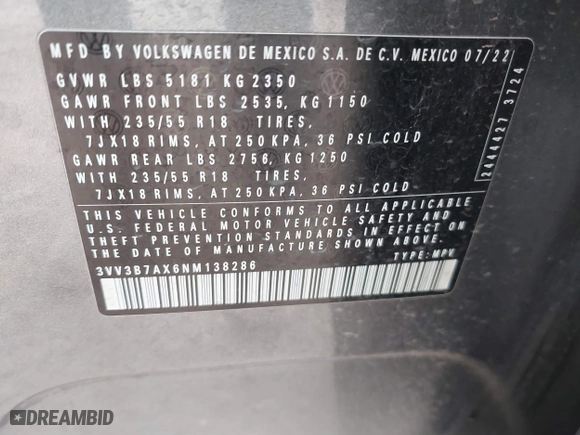 MFD BY VOLKSWAGEN DE MEXICO S.A. DE C.V. MEXICO 07/22
GVWR LBS 5181 KG 2350
GAWR FRONT LBS 2535, KG 1150
WITH 235/55 R18 TIRES,
7JX18 RIMS, AT 250 KPA, 36 PSI COLD
GAWR REAR LBS 2756, KG 1250
WITH 235/55 R18 TIRES,
7JX18 RIMS, AT 250 KPA, 36 PSI COLD
THIS VEHICLE CONFORMS TO ALL APPLICABLE
U.S. FEDERAL MOTOR VEHICLE SAFETY AND
THEFT PREVENTION STANDARDS IN EFFECT ON
THE DATE OF MANUFACTURE SHOWN ABOVE.
3VV3B7AX6NM138286 TYPE: MPV
2444427 3724
DREAMBID